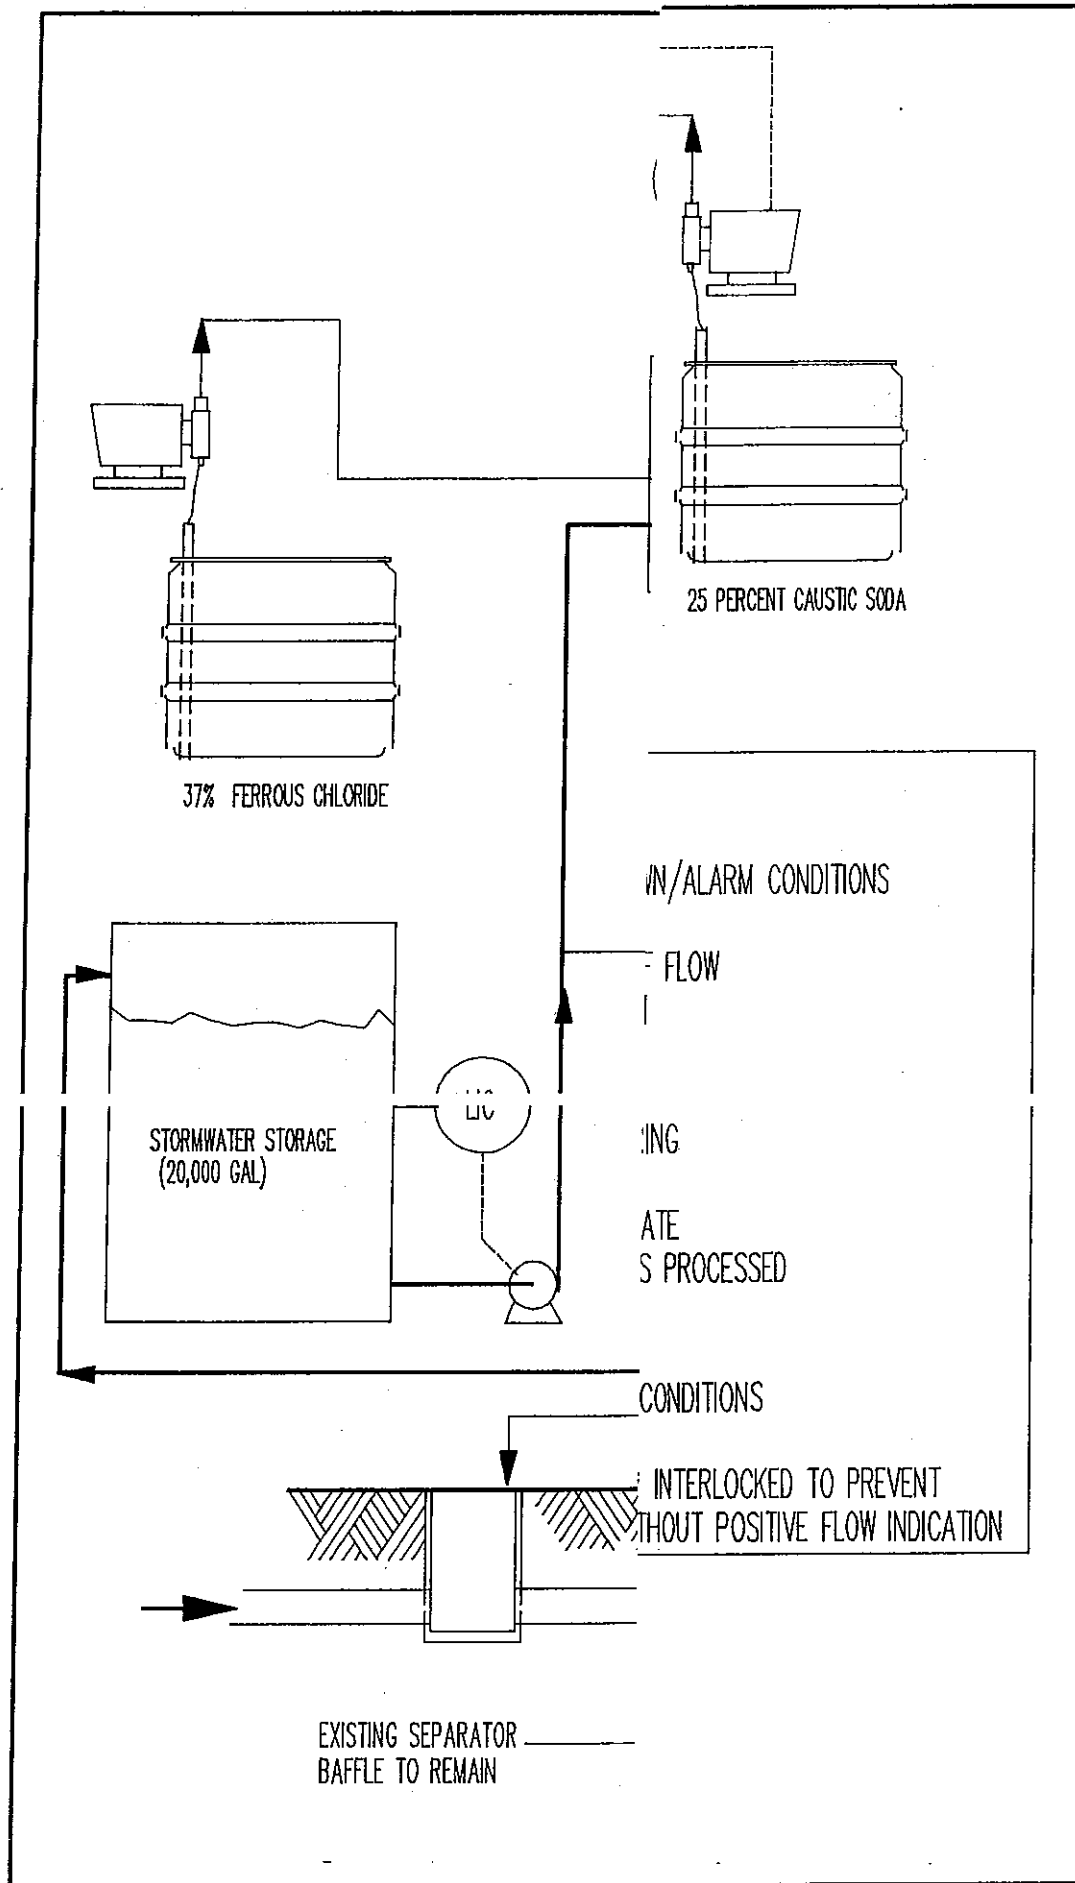 25 PERCENT CAUSTIC SODA
37% FERROUS CHLORIDE
/ALARM CONDITIONS
FLOW
STORMWATER STORAGE
(20,000 GAL)
LIC
ING
ATE
S PROCESSED
CONDITIONS
INTERLOCKED TO PREVENT
THOUT POSITIVE FLOW INDICATION
EXISTING SEPARATOR
BAFFLE TO REMAIN